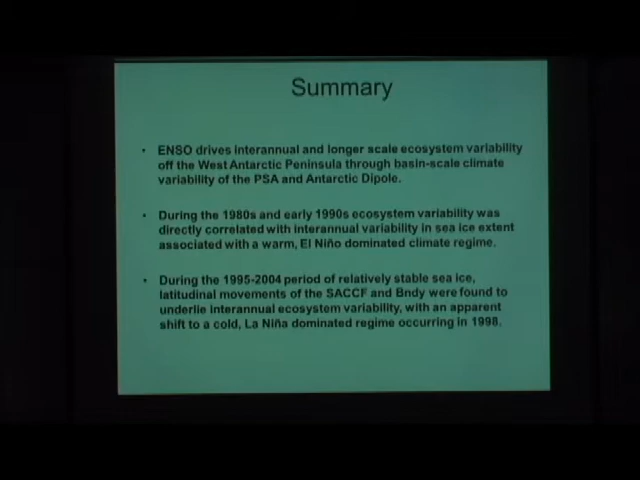 Summary
• ENSO drives interannual and longer scale ecosystem variability
off the West Antarctic Peninsula through basin-scale climate
variability of the PSA and Antarctic Dipole.
• During the 1980s and early 1990s ecosystem variability was
directly correlated with interannual variability in sea ice extent
associated with a warm, El Niño dominated climate regime.
• During the 1995-2004 period of relatively stable sea ice,
latitudinal movements of the SACCF and Bndy were found to
underlie interannual ecosystem variability, with an apparent
shift to a cold, La Niña dominated regime occurring in 1998.